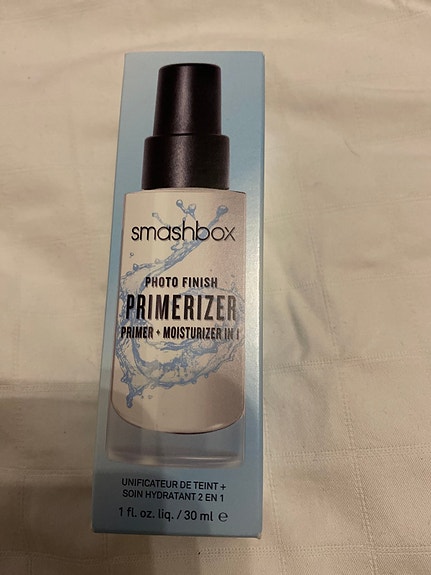 smashbox
PHOTO FINISH
PRIMERIZER
PRIMER + MOISTURIZER IN 1
UNIFICATEUR DE TEINT +
SOIN HYDRATANT 2 EN 1
1 fl. oz. liq. / 30 ml ℮